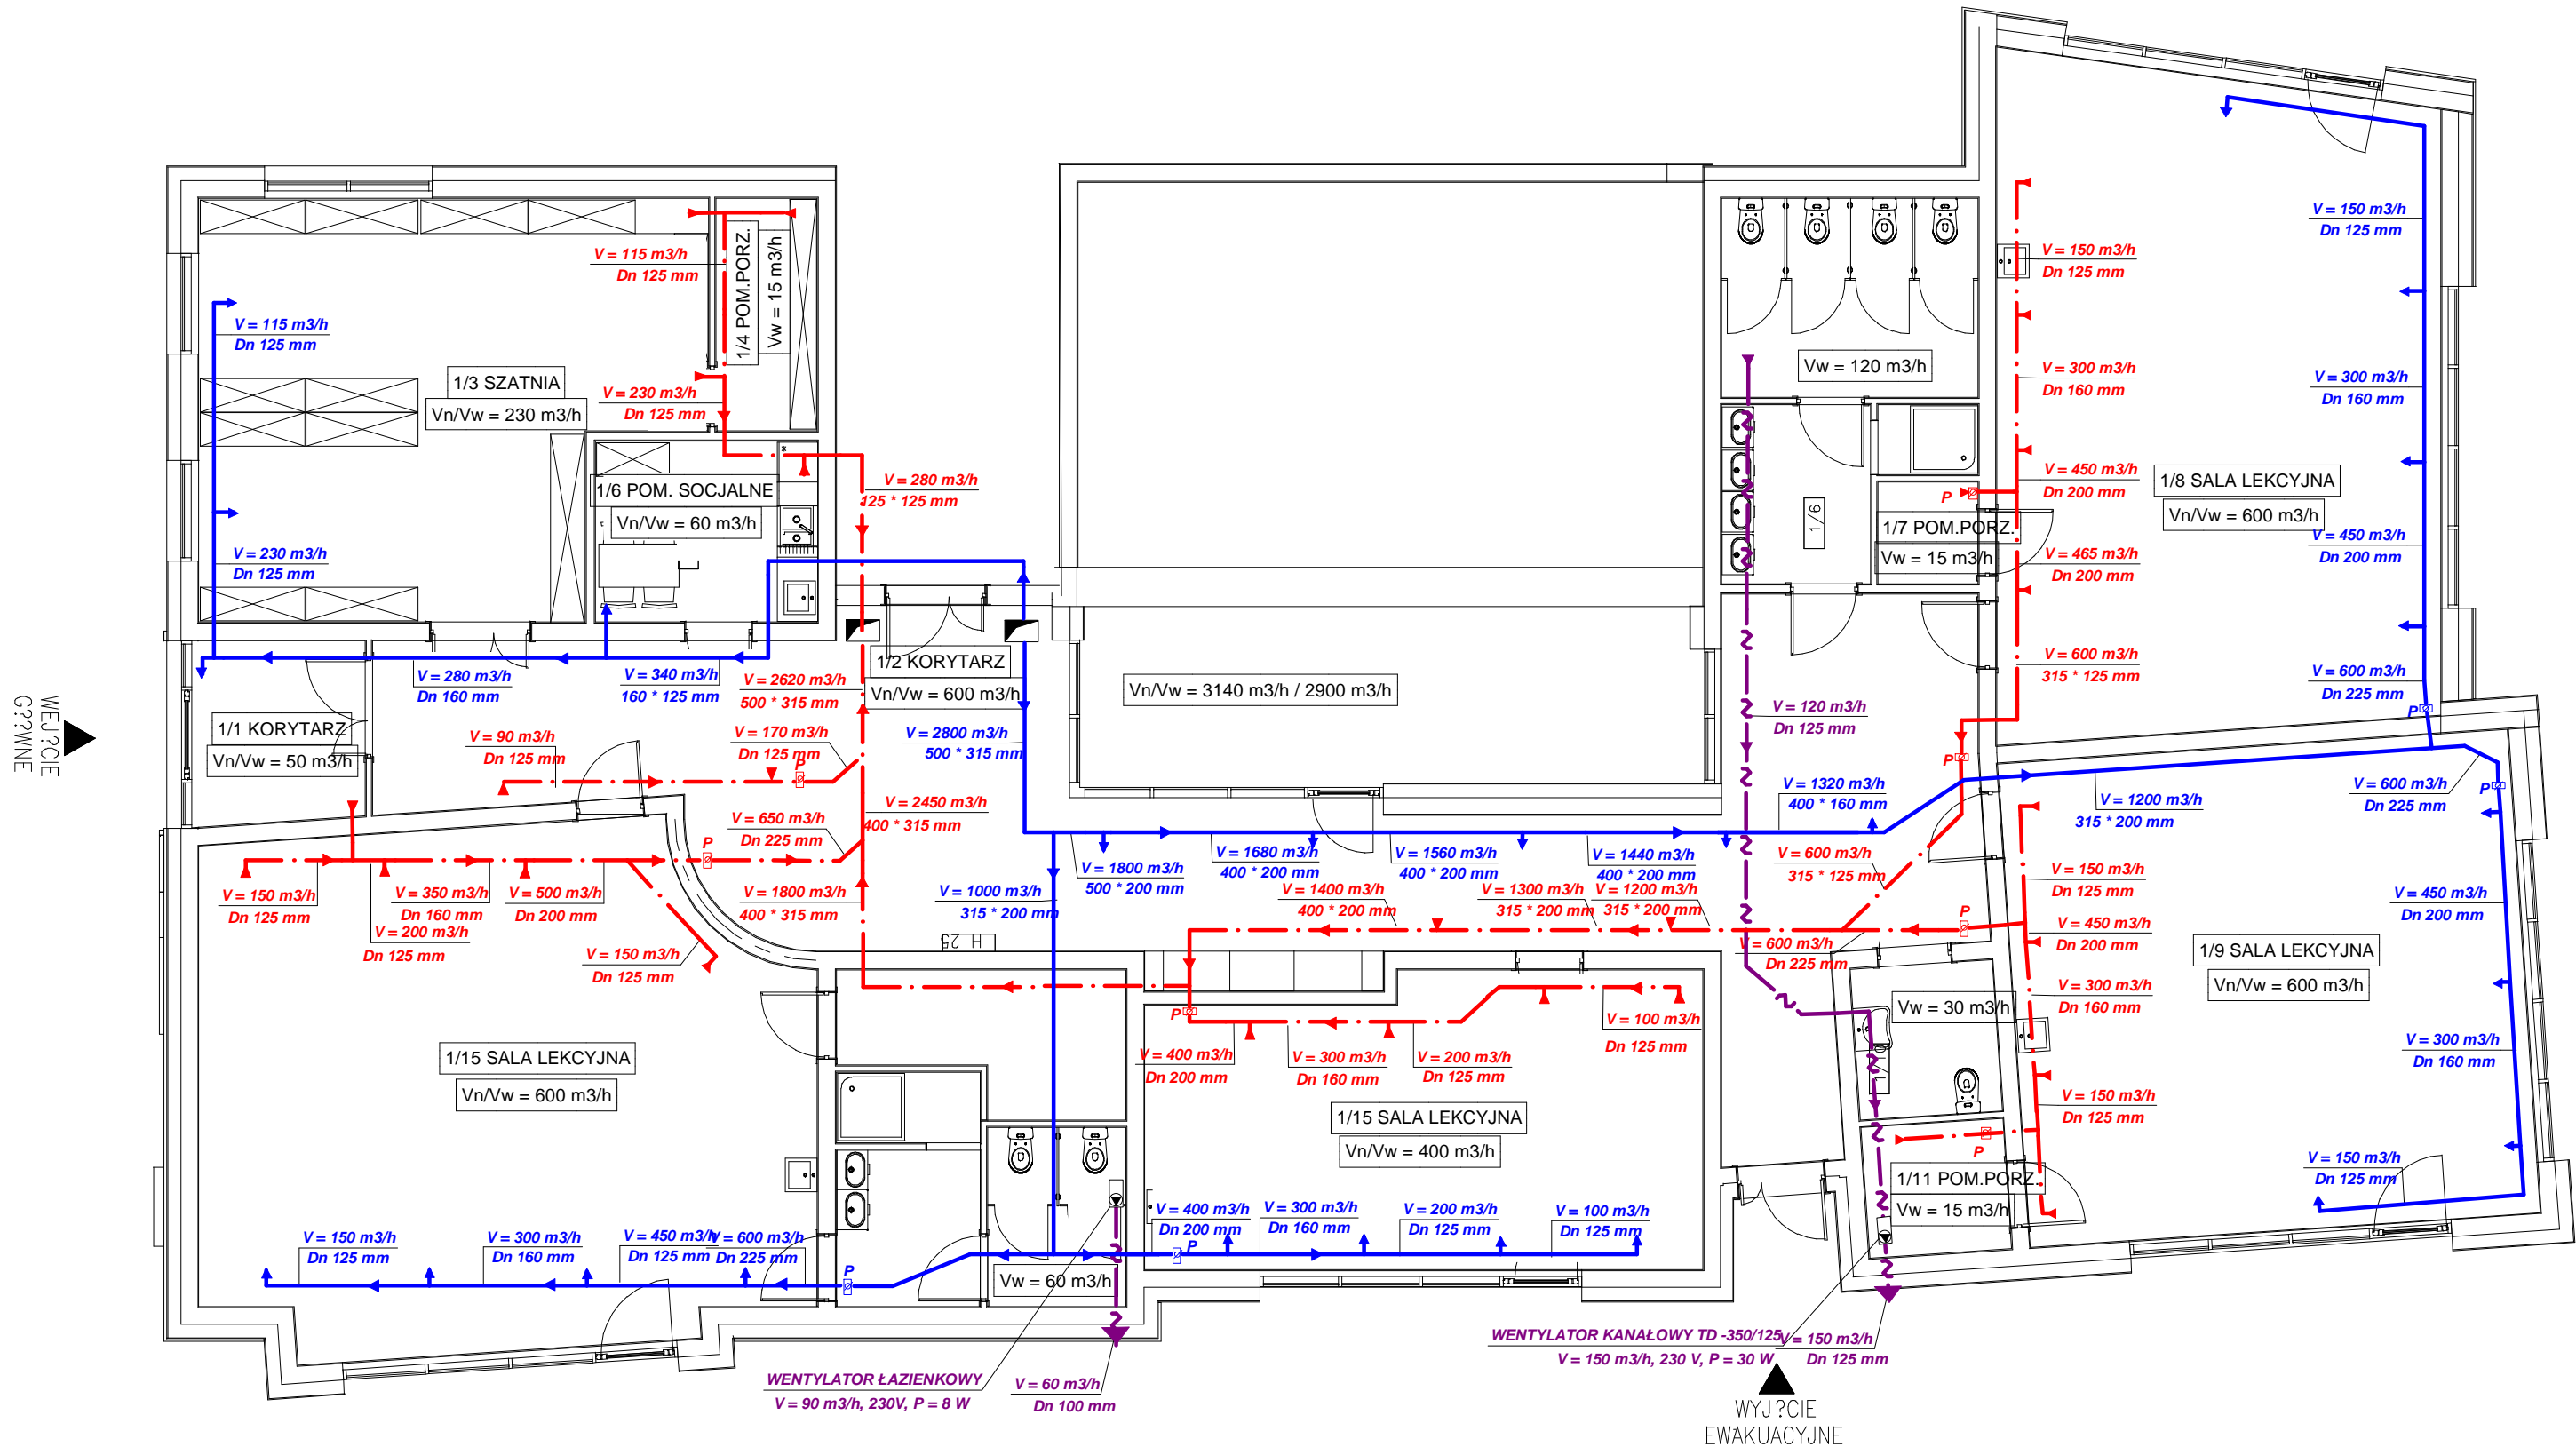 V = 150 m3/h
Dn 125 mm
V = 115 m3/h
Dn 125 mm
1/4 POM.PORZ.
Vw = 15 m3/h
V = 150 m3/h
Dn 125 mm
V = 115 m3/h
Dn 125 mm
1/3 SZATNIA
Vn/Vw = 230 m3/h
V = 230 m3/h
Dn 125 mm
Vw = 120 m3/h
V = 300 m3/h
Dn 160 mm
V = 300 m3/h
Dn 160 mm
1/6 POM. SOCJALNE
Vn/Vw = 60 m3/h
V = 280 m3/h
125 * 125 mm
V = 450 m3/h
Dn 200 mm
P
1/8 SALA LEKCYJNA
Vn/Vw = 600 m3/h
1/6
1/7 POM.PORZ.
Vw = 15 m3/h
V = 230 m3/h
Dn 125 mm
V = 465 m3/h
Dn 200 mm
V = 450 m3/h
Dn 200 mm
V = 280 m3/h
Dn 160 mm
V = 340 m3/h
160 * 125 mm
V = 2620 m3/h
500 * 315 mm
1/2 KORYTARZ
Vn/Vw = 600 m3/h
Vn/Vw = 3140 m3/h / 2900 m3/h
V = 600 m3/h
315 * 125 mm
V = 600 m3/h
Dn 225 mm
P
WEJ?CIE
G??WNE
1/1 KORYTARZ
Vn/Vw = 50 m3/h
V = 90 m3/h
Dn 125 mm
V = 170 m3/h
Dn 125 mm
P
V = 2800 m3/h
500 * 315 mm
V = 120 m3/h
Dn 125 mm
P
V = 1320 m3/h
400 * 160 mm
V = 1200 m3/h
315 * 200 mm
V = 600 m3/h
Dn 225 mm
P
V = 650 m3/h
Dn 225 mm
P
V = 2450 m3/h
400 * 315 mm
V = 1800 m3/h
500 * 200 mm
V = 1680 m3/h
400 * 200 mm
V = 1560 m3/h
400 * 200 mm
V = 1440 m3/h
400 * 200 mm
V = 600 m3/h
315 * 125 mm
V = 150 m3/h
Dn 125 mm
V = 150 m3/h
Dn 125 mm
V = 350 m3/h
Dn 160 mm
V = 500 m3/h
Dn 200 mm
V = 200 m3/h
Dn 125 mm
V = 150 m3/h
Dn 125 mm
V = 1800 m3/h
400 * 315 mm
V = 1000 m3/h
315 * 200 mm
V = 1400 m3/h
400 * 200 mm
V = 1300 m3/h
315 * 200 mm
V = 1200 m3/h
315 * 200 mm
P
V = 450 m3/h
Dn 200 mm
V = 450 m3/h
Dn 200 mm
H 25
V = 600 m3/h
Dn 225 mm
1/9 SALA LEKCYJNA
Vn/Vw = 600 m3/h
V = 300 m3/h
Dn 160 mm
Vw = 30 m3/h
P
V = 100 m3/h
Dn 125 mm
V = 400 m3/h
Dn 200 mm
V = 300 m3/h
Dn 160 mm
V = 200 m3/h
Dn 125 mm
V = 300 m3/h
Dn 160 mm
1/15 SALA LEKCYJNA
Vn/Vw = 600 m3/h
1/15 SALA LEKCYJNA
Vn/Vw = 400 m3/h
V = 150 m3/h
Dn 125 mm
P
V = 150 m3/h
Dn 125 mm
1/11 POM.PORZ.
Vw = 15 m3/h
V = 400 m3/h
Dn 200 mm
V = 300 m3/h
Dn 160 mm
V = 200 m3/h
Dn 125 mm
V = 100 m3/h
Dn 125 mm
V = 150 m3/h
Dn 125 mm
V = 300 m3/h
Dn 160 mm
V = 450 m3/h
Dn 125 mm
V = 600 m3/h
Dn 225 mm
P
P
Vw = 60 m3/h
WENTYLATOR KANAŁOWY TD -350/125
V = 150 m3/h, 230 V, P = 30 W
V = 150 m3/h
Dn 125 mm
WENTYLATOR ŁAZIENKOWY
V = 90 m3/h, 230V, P = 8 W
V = 60 m3/h
Dn 100 mm
WYJ?CIE
EWAKUACYJNE